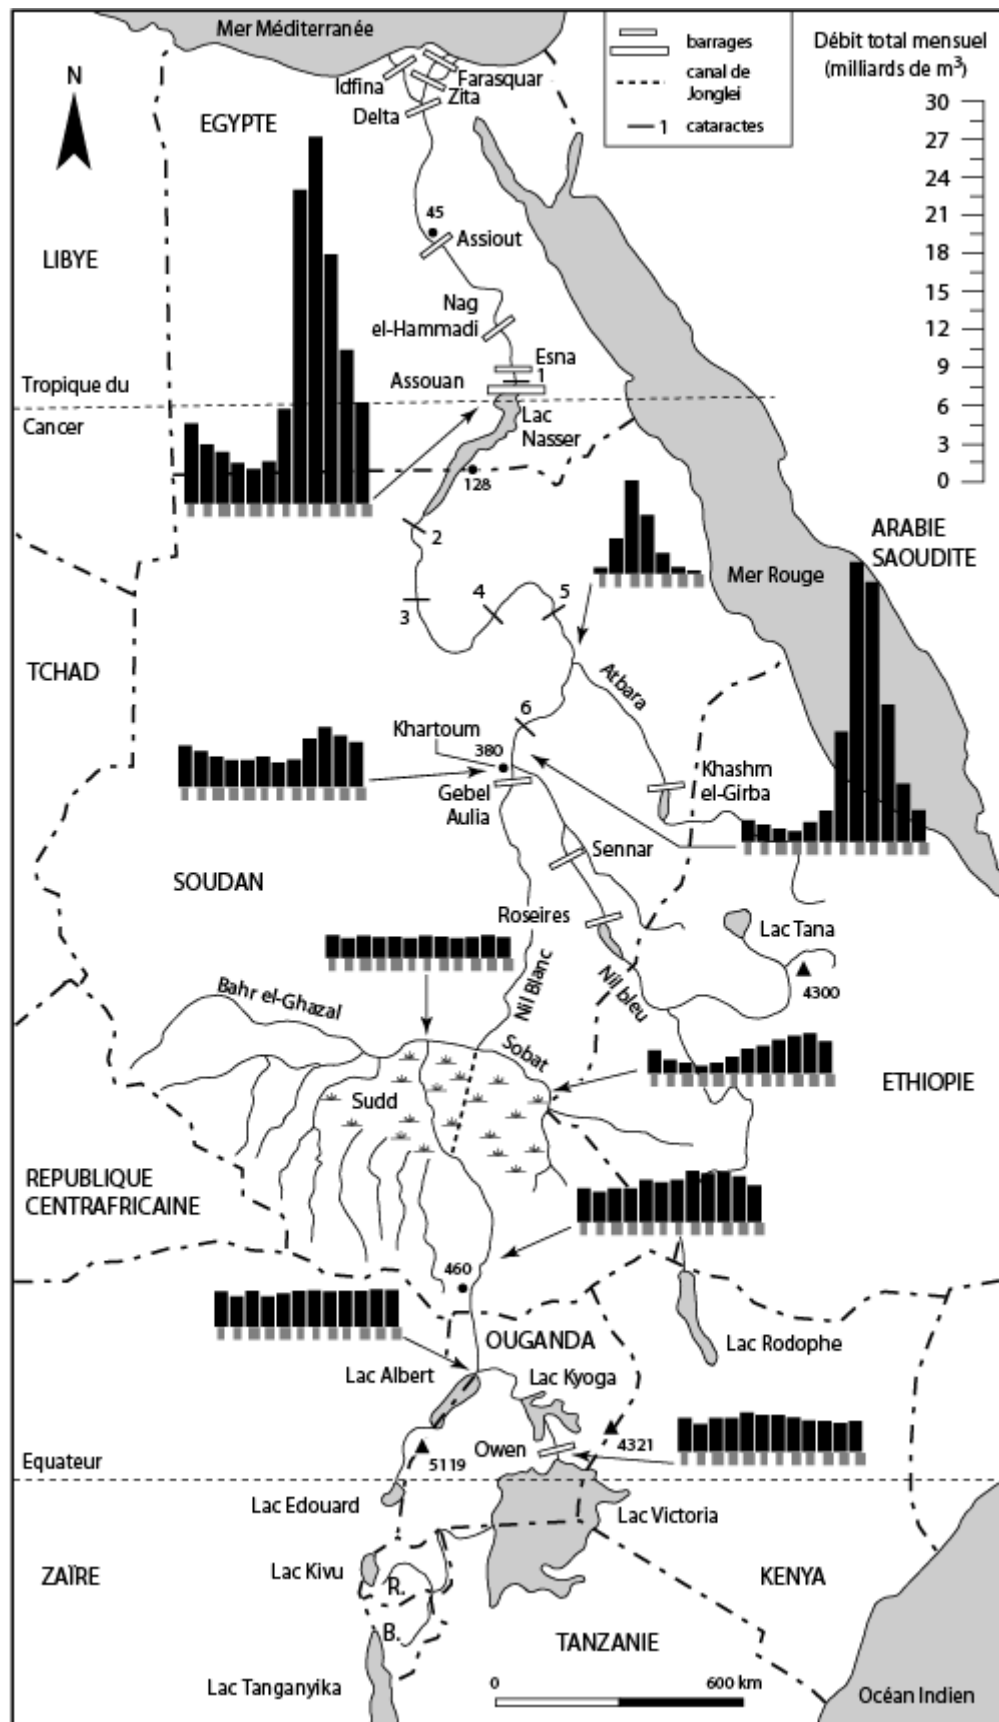 Mer Méditerranée
barrages
canal de
Jonglei
1 cataractes
Débit total mensuel
(milliards de m³)
30
27
24
21
18
15
12
9
6
3
0
N
Idfina
Farasquar
Zita
Delta
EGYPTE
LIBYE
45
Assiout
Nag
el-Hammadi
Esna
1
Assouan
Tropique du
Cancer
Lac
Nasser
128
2
3
4
5
ARABIE
SAOUDITE
Mer Rouge
TCHAD
Atbara
6
Khartoum
380
Gebel
Aulia
Khashm
el-Girba
Sennar
SOUDAN
Roseires
Lac Tana
4300
Nil Blanc
Nil bleu
Bahr el-Ghazal
Sobat
Sudd
ETHIOPIE
REPUBLIQUE
CENTRAFRICAINE
460
OUGANDA
Lac Rodophe
Lac Albert
Lac Kyoga
Owen
4321
5119
Equateur
Lac Edouard
Lac Victoria
Lac Kivu
ZAÏRE
R.
B.
KENYA
TANZANIE
Lac Tanganyika
0
600 km
Océan Indien